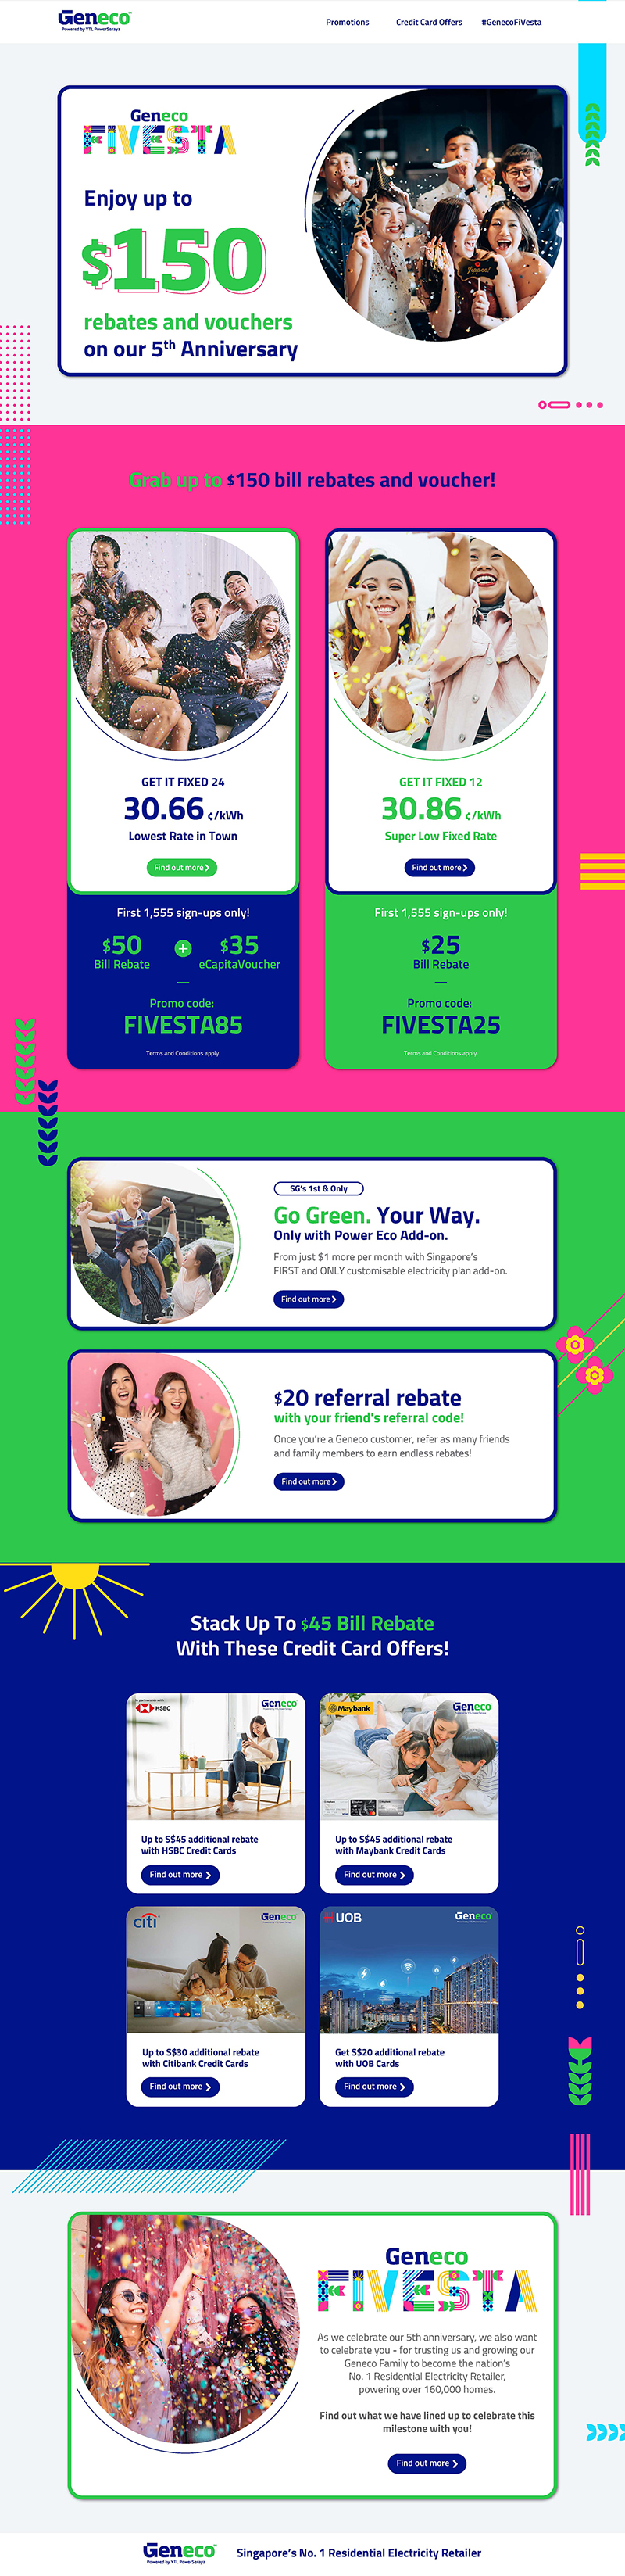 Geneco™
Powered by YTL PowerSeraya
Promotions
Credit Card Offers
#GenecoFiVesta
Geneco
FIVESTA
Enjoy up to
$150
rebates and vouchers
on our 5th Anniversary
Yippee!
Grab up to $150 bill rebates and voucher!
GET IT FIXED 24
30.66 ¢/kWh
Lowest Rate in Town
Find out more
First 1,555 sign-ups only!
$50 + $35
Bill Rebate eCapitaVoucher
Promo code:
FIVESTA85
Terms and Conditions apply.
GET IT FIXED 12
30.86 ¢/kWh
Super Low Fixed Rate
Find out more
First 1,555 sign-ups only!
$25
Bill Rebate
Promo code:
FIVESTA25
Terms and Conditions apply.
SG's 1st & Only
Go Green. Your Way.
Only with Power Eco Add-on.
From just $1 more per month with Singapore's
FIRST and ONLY customisable electricity plan add-on.
Find out more
$20 referral rebate
with your friend's referral code!
Once you're a Geneco customer, refer as many friends
and family members to earn endless rebates!
Find out more
Stack Up To $45 Bill Rebate
With These Credit Card Offers!
In partnership with
HSBC
Geneco
Up to S$45 additional rebate
with HSBC Credit Cards
Find out more
Maybank
Geneco
Up to S$45 additional rebate
with Maybank Credit Cards
Find out more
citi
Geneco
Up to S$30 additional rebate
with Citibank Credit Cards
Find out more
UOB
Geneco
Get S$20 additional rebate
with UOB Cards
Find out more
Geneco
FIVESTA
As we celebrate our 5th anniversary, we also want
to celebrate you - for trusting us and growing our
Geneco Family to become the nation's
No. 1 Residential Electricity Retailer,
powering over 160,000 homes.
Find out what we have lined up to celebrate this
milestone with you!
Find out more
Geneco™
Powered by YTL PowerSeraya
Singapore's No. 1 Residential Electricity Retailer